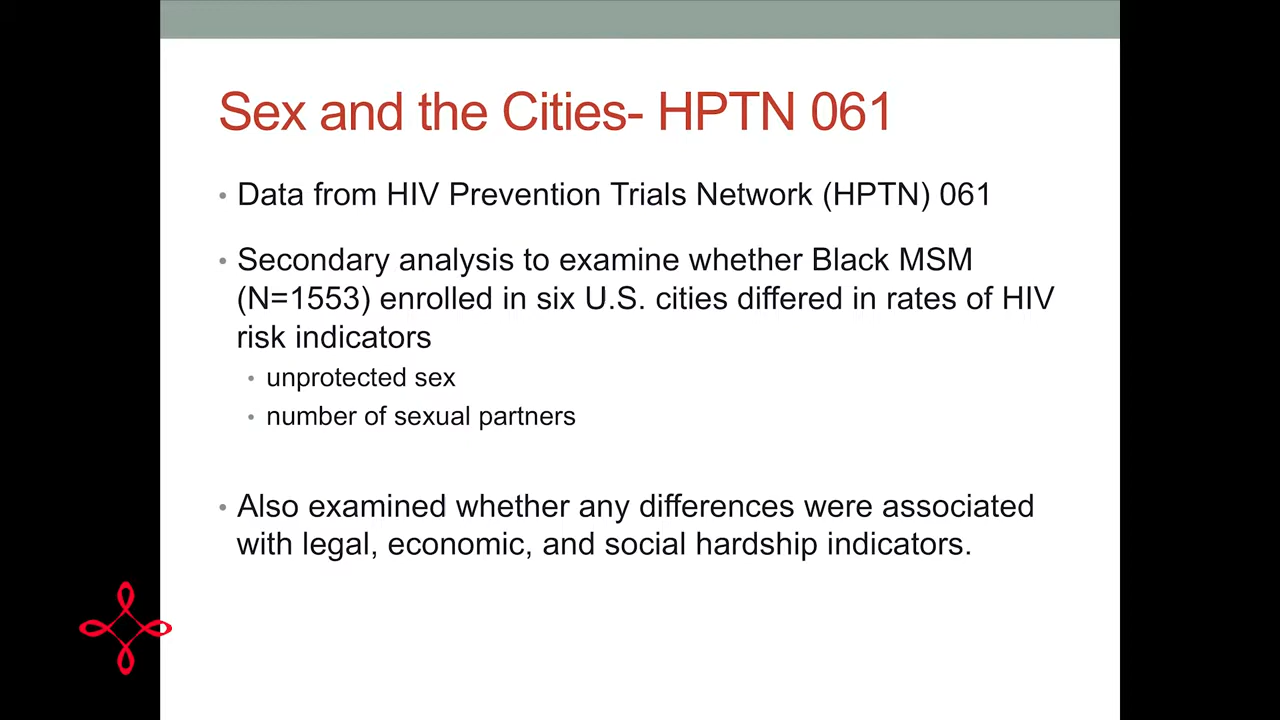 Sex and the Cities- HPTN 061
• Data from HIV Prevention Trials Network (HPTN) 061
• Secondary analysis to examine whether Black MSM
(N=1553) enrolled in six U.S. cities differed in rates of HIV
risk indicators
• unprotected sex
• number of sexual partners
• Also examined whether any differences were associated
with legal, economic, and social hardship indicators.